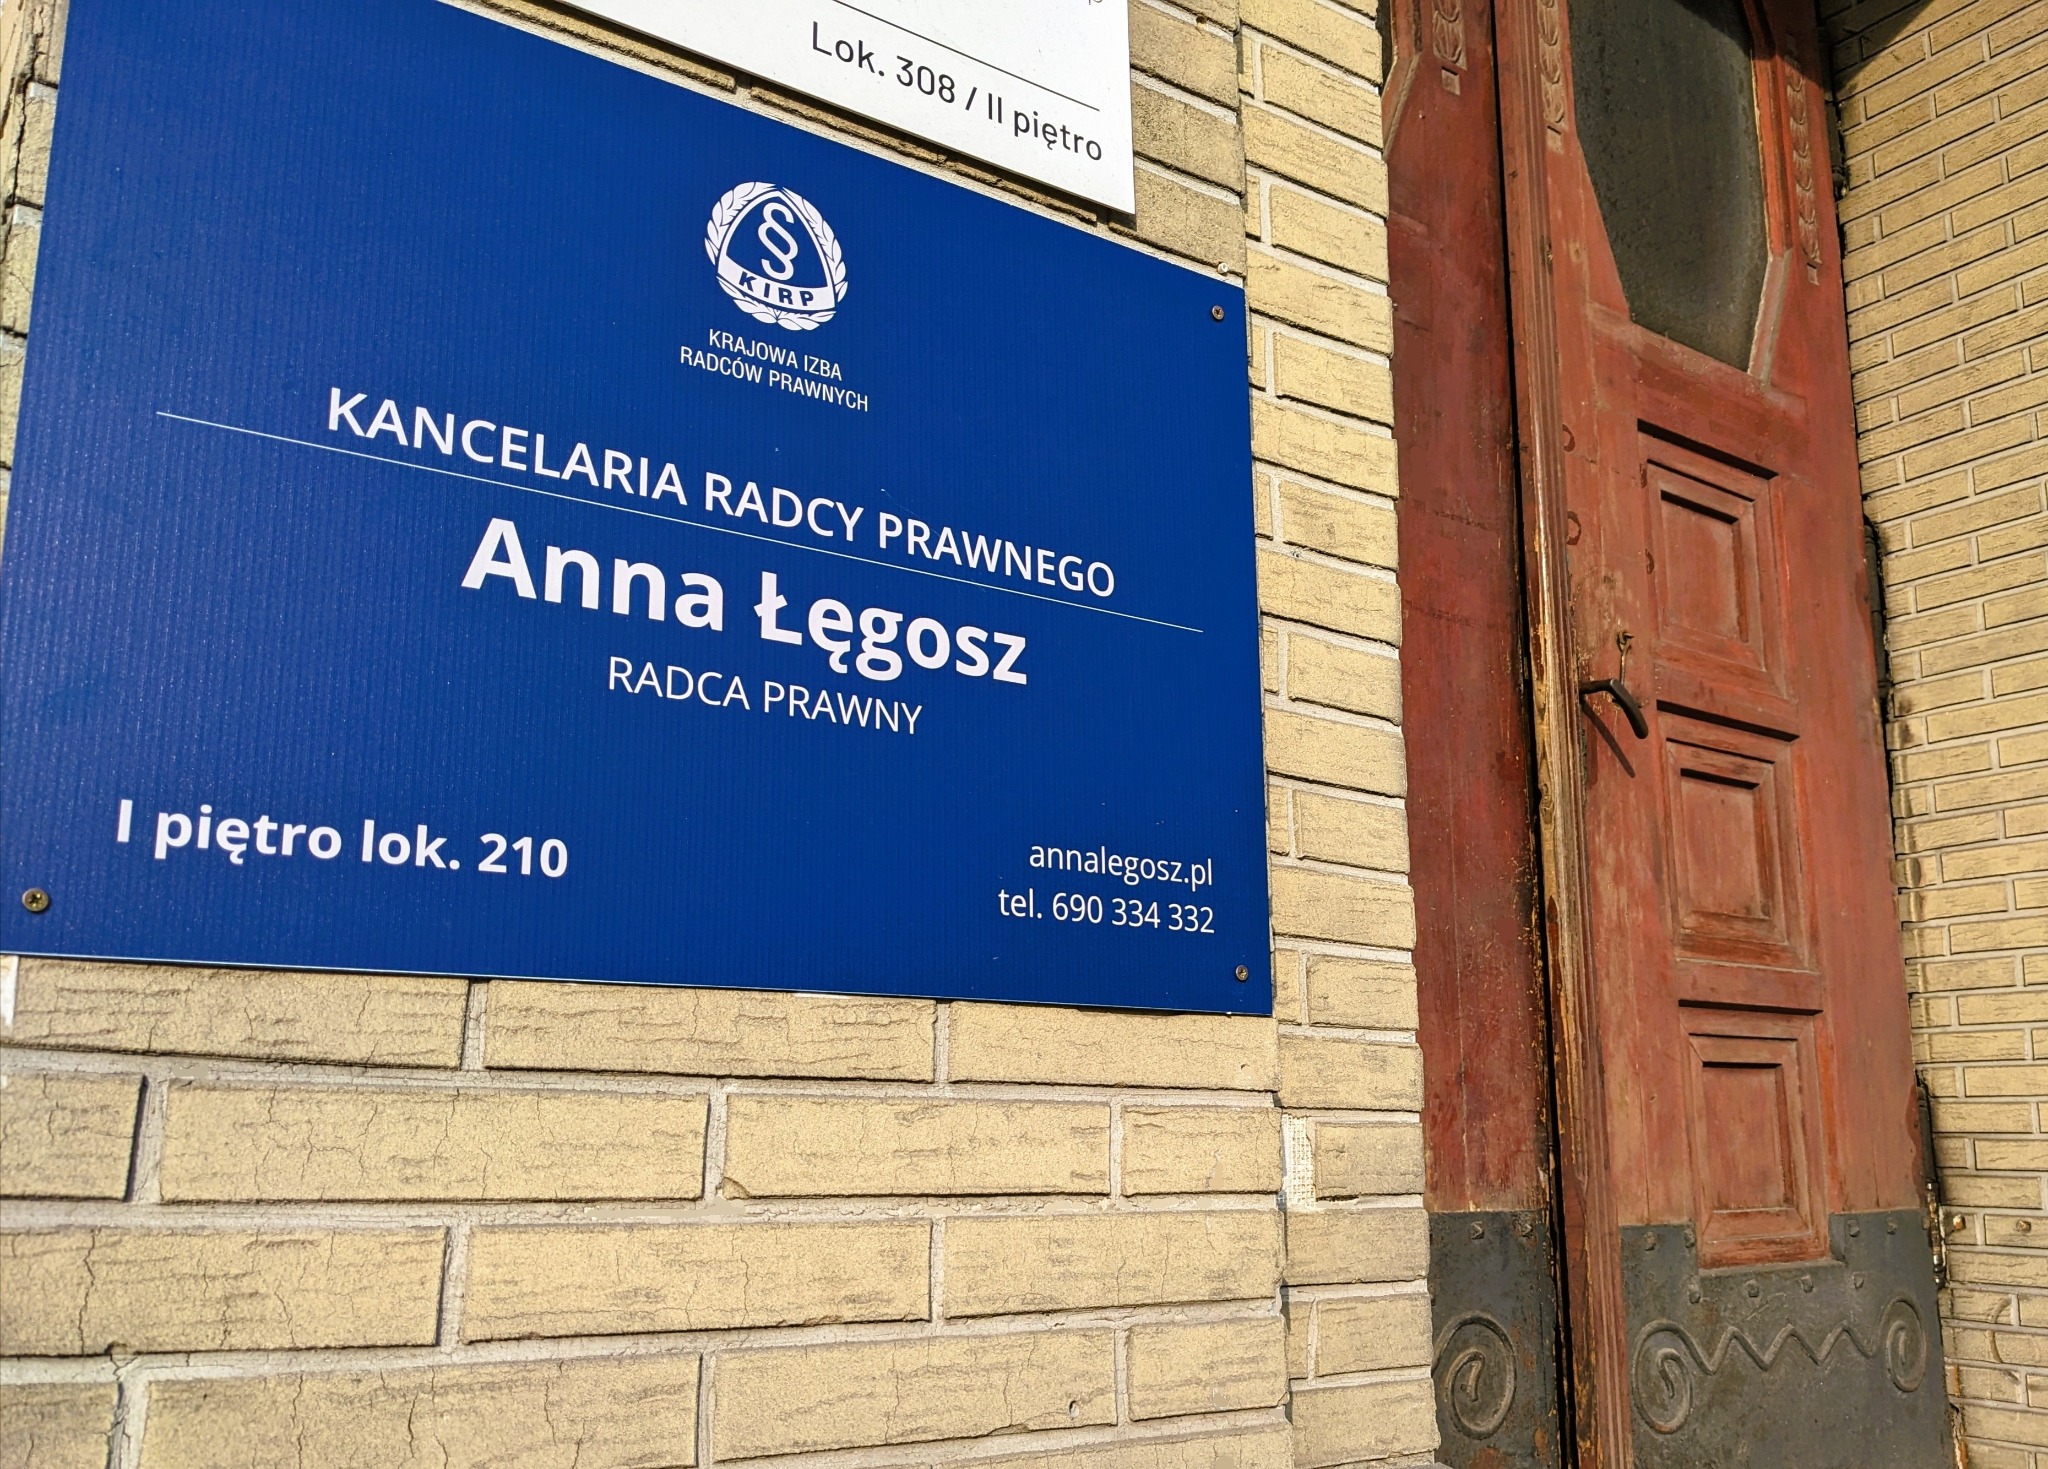 Lok. 308 / II piętro
§
KIRP
KRAJOWA IZBA
RADCÓW PRAWNYCH
KANCELARIA RADCY PRAWNEGO
Anna Łęgosz
RADCA PRAWNY
I piętro lok. 210
annalegosz.pl
tel. 690 334 332